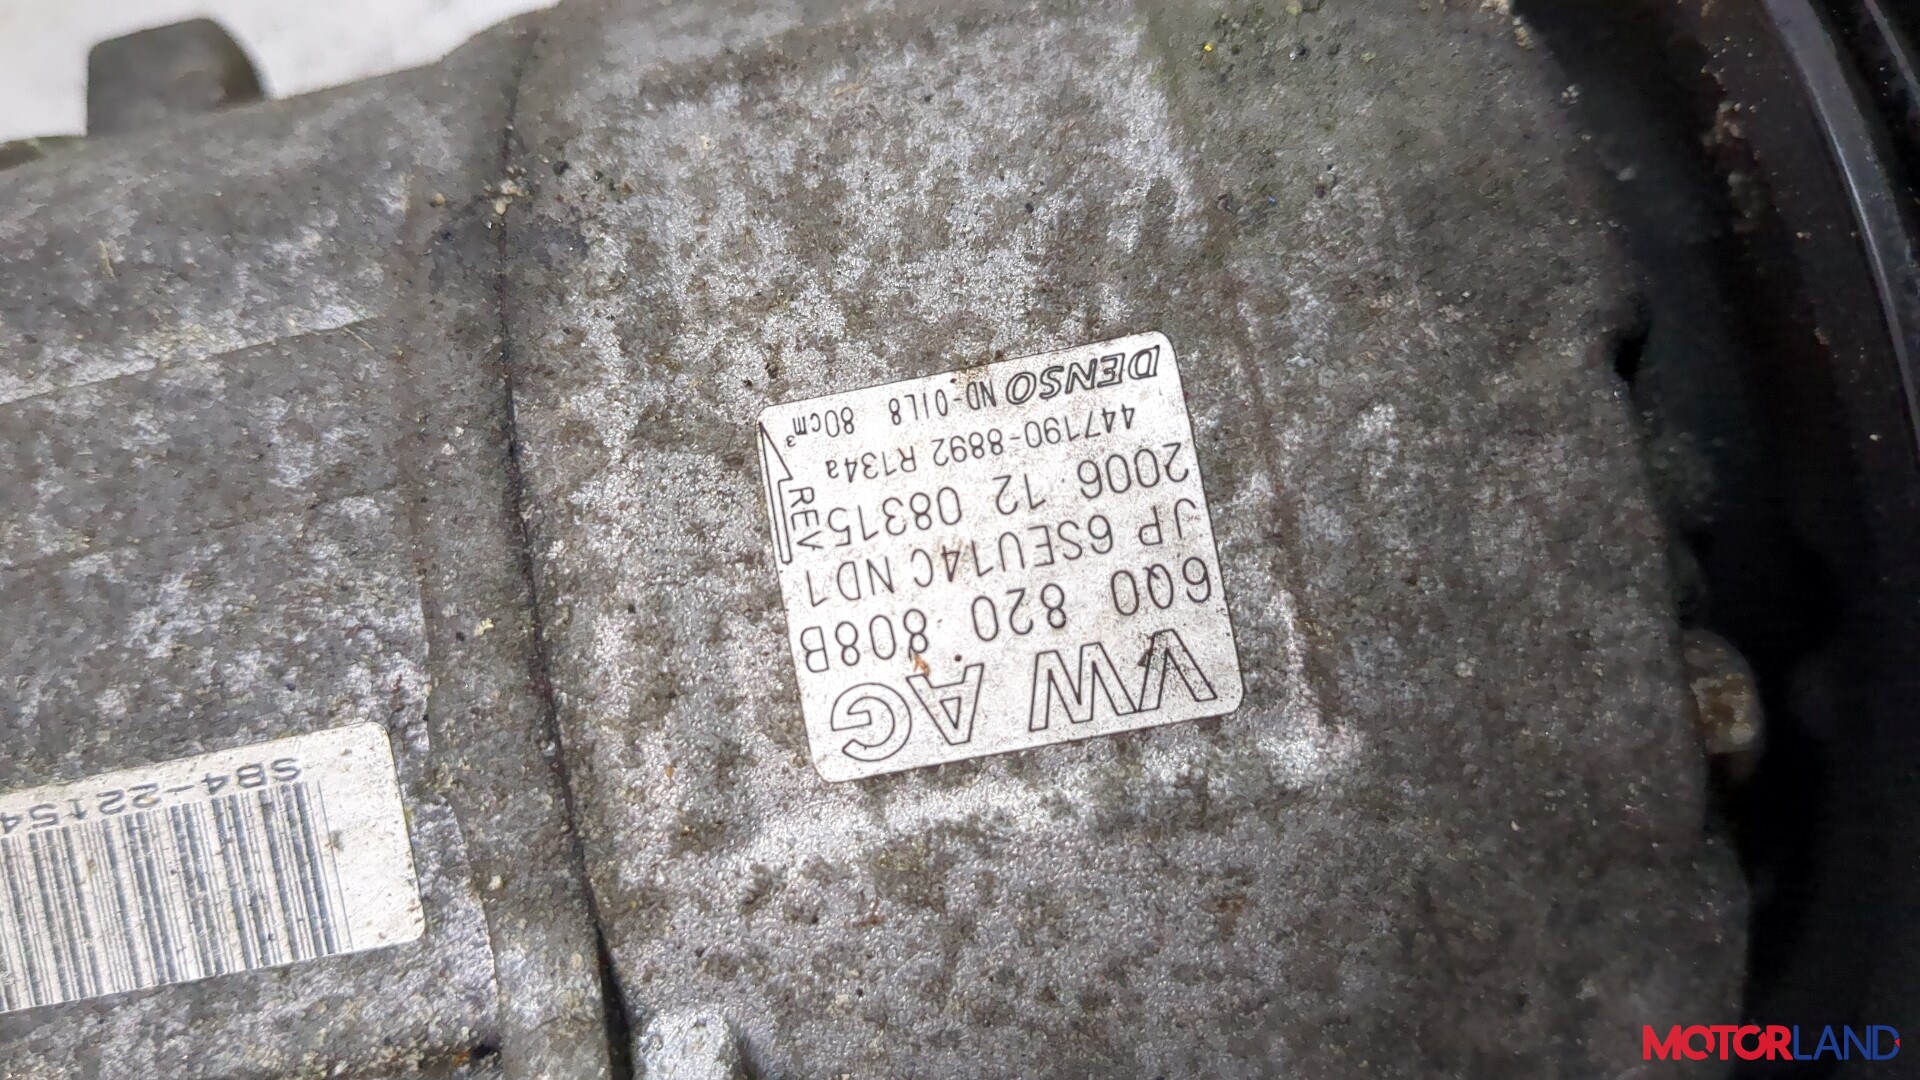 VW AG
6Q0 820 808B
JP 6SEU14C ND1
2006 12 08315
447190-8892 R134a
DENSO ND-OIL8 80cm³
REV
SB4-22154
MOTORLAND